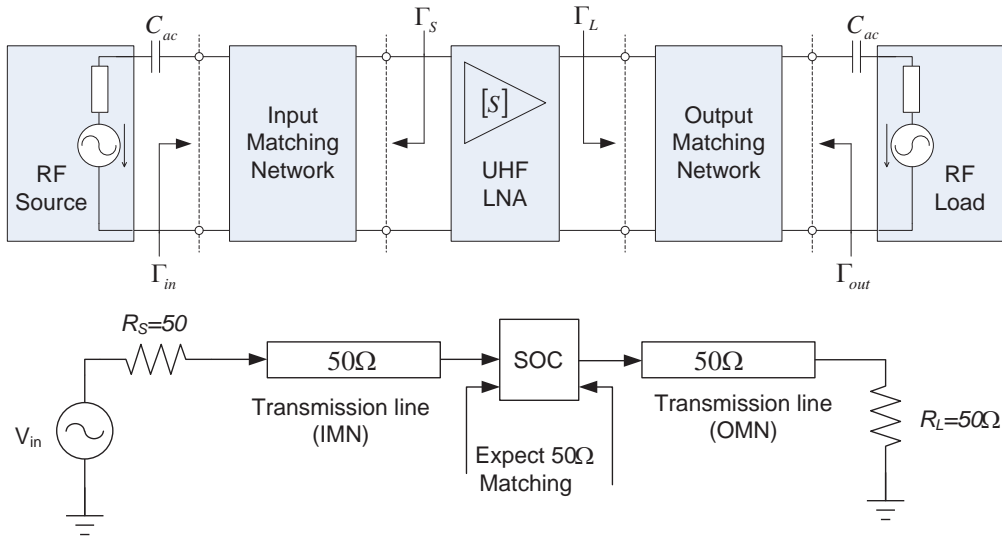 C_ac
Γ_S
Γ_L
C_ac
RF
Source
Input
Matching
Network
[S]
UHF
LNA
Output
Matching
Network
RF
Load
Γ_in
Γ_out
R_S=50
50Ω
SOC
50Ω
V_in
Transmission line
(IMN)
Transmission line
(OMN)
R_L=50Ω
Expect 50Ω
Matching